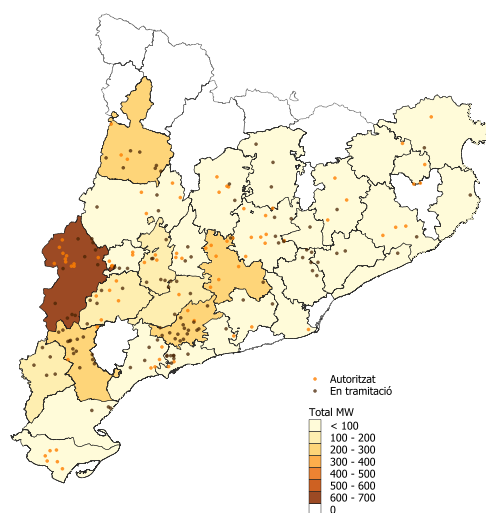 Autoritzat
En tramitació
Total MW
< 100
100 - 200
200 - 300
300 - 400
400 - 500
500 - 600
600 - 700
0